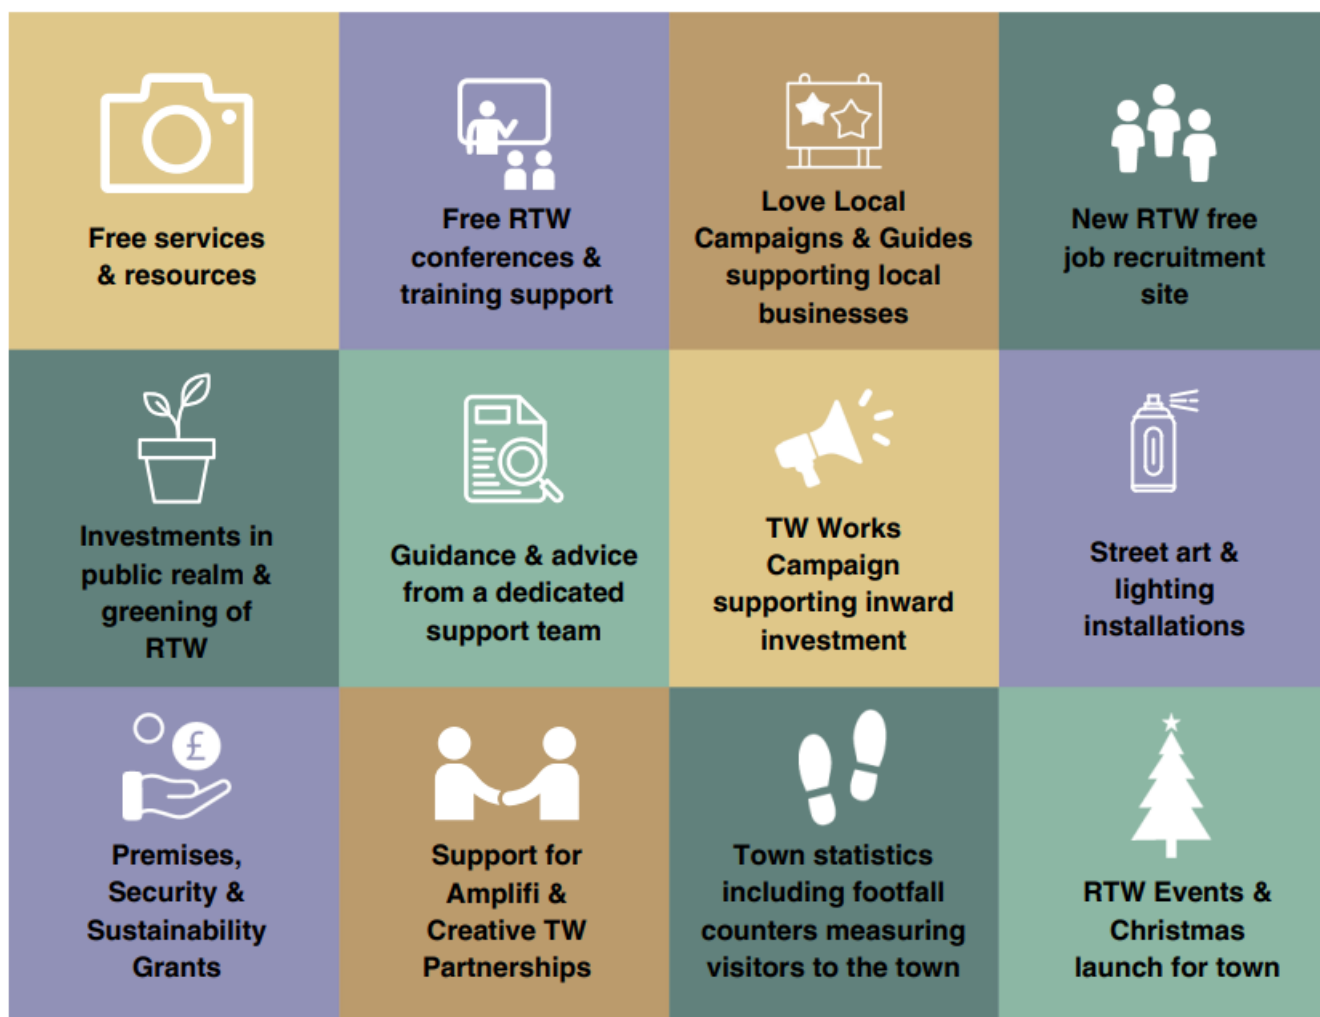 Free services
& resources
Free RTW
conferences &
training support
Love Local
Campaigns & Guides
supporting local
businesses
New RTW free
job recruitment
site
Investments in
public realm &
greening of
RTW
Guidance & advice
from a dedicated
support team
TW Works
Campaign
supporting inward
investment
Street art &
lighting
installations
£
Premises,
Security &
Sustainability
Grants
Support for
Amplifi &
Creative TW
Partnerships
Town statistics
including footfall
counters measuring
visitors to the town
RTW Events &
Christmas
launch for town